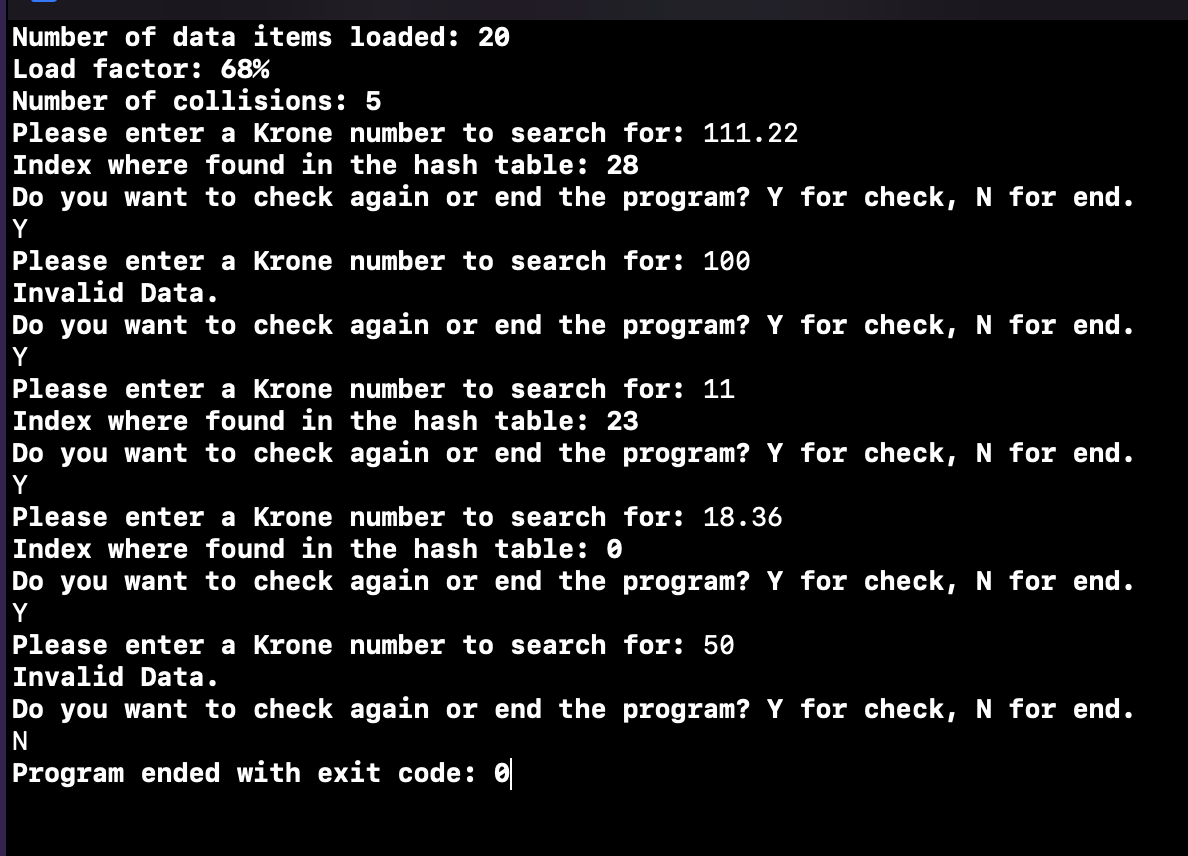 Number of data items loaded: 20
Load factor: 68%
Number of collisions: 5
Please enter a Krone number to search for: 111.22
Index where found in the hash table: 28
Do you want to check again or end the program? Y for check, N for end.
Y
Please enter a Krone number to search for: 100
Invalid Data.
Do you want to check again or end the program? Y for check, N for end.
Y
Please enter a Krone number to search for: 11
Index where found in the hash table: 23
Do you want to check again or end the program? Y for check, N for end.
Y
Please enter a Krone number to search for: 18.36
Index where found in the hash table: 0
Do you want to check again or end the program? Y for check, N for end.
Y
Please enter a Krone number to search for: 50
Invalid Data.
Do you want to check again or end the program? Y for check, N for end.
N
Program ended with exit code: 0